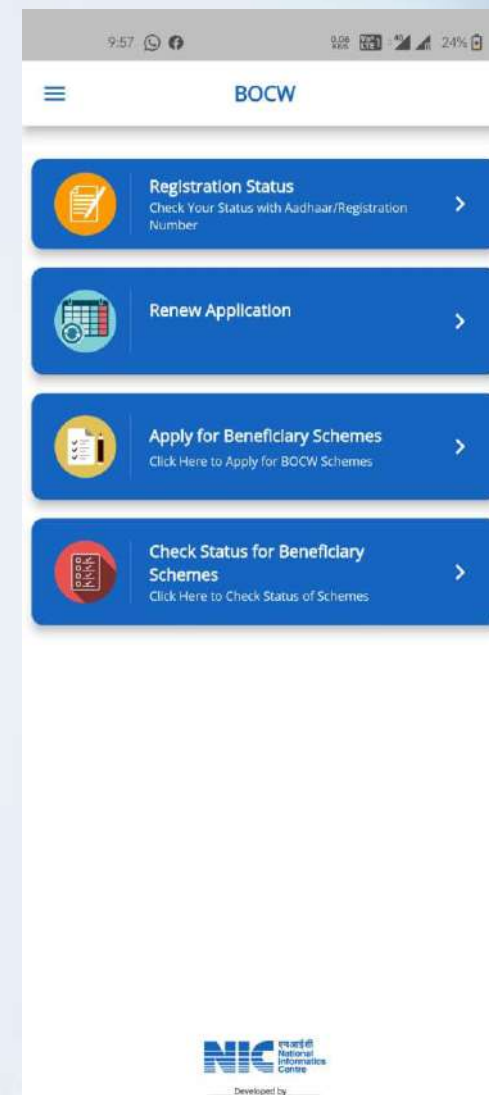 9:57
24%
BOCW
Registration Status
Check Your Status with Aadhaar/Registration
Number
Renew Application
Apply for Beneficiary Schemes
Click Here to Apply for BOCW Schemes
Check Status for Beneficiary
Schemes
Click Here to Check Status of Schemes
NIC
एन आई सी
National
Informatics
Centre
Developed by